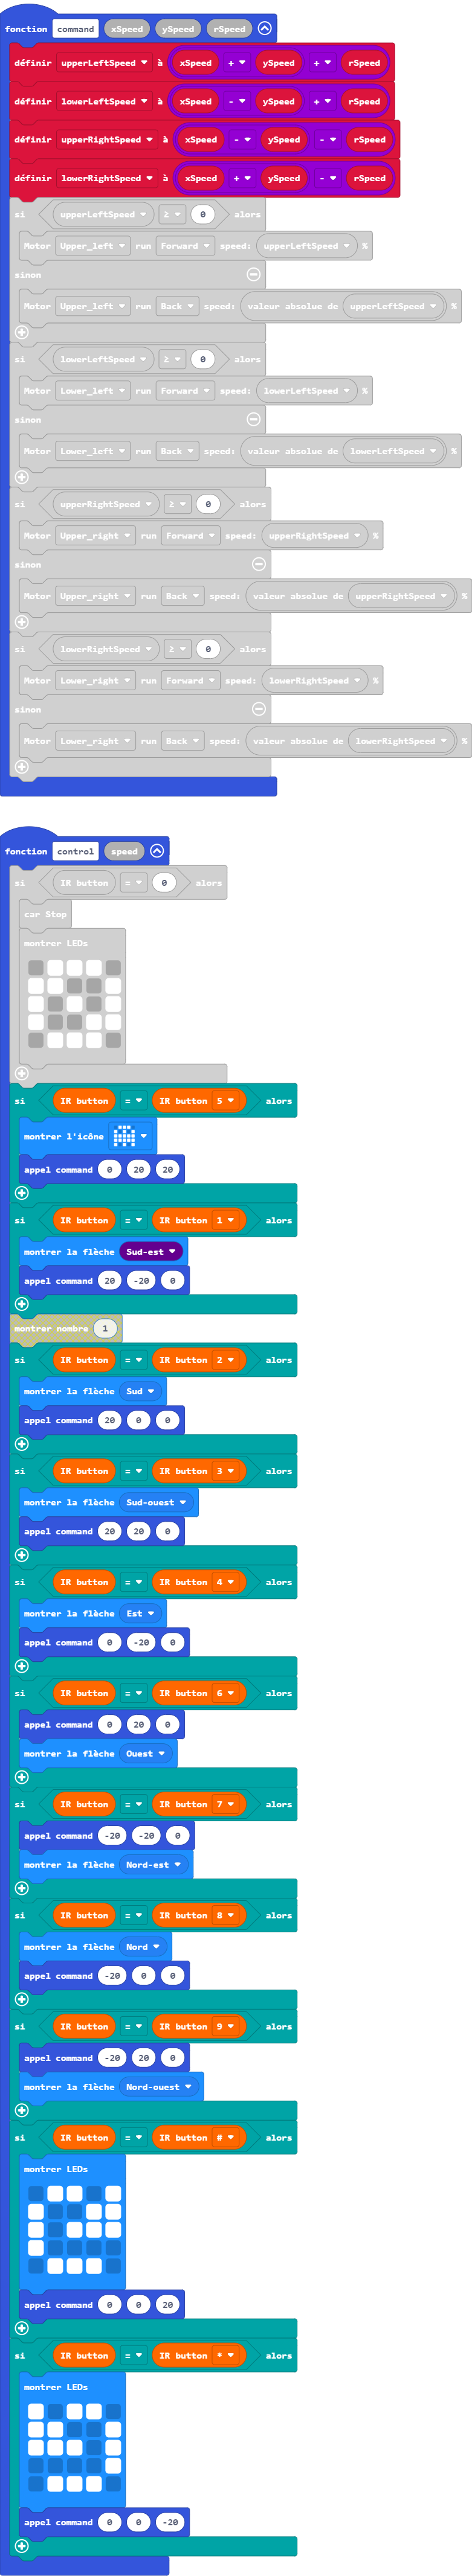 fonction command xSpeed ySpeed rSpeed
définir upperLeftSpeed à xSpeed + ySpeed + rSpeed
définir lowerLeftSpeed à xSpeed - ySpeed + rSpeed
définir upperRightSpeed à xSpeed - ySpeed - rSpeed
définir lowerRightSpeed à xSpeed + ySpeed - rSpeed
si upperLeftSpeed ≥ 0 alors
Motor Upper_left run Forward speed: upperLeftSpeed %
sinon
Motor Upper_left run Back speed: valeur absolue de upperLeftSpeed %
si lowerLeftSpeed ≥ 0 alors
Motor Lower_left run Forward speed: lowerLeftSpeed %
sinon
Motor Lower_left run Back speed: valeur absolue de lowerLeftSpeed %
si upperRightSpeed ≥ 0 alors
Motor Upper_right run Forward speed: upperRightSpeed %
sinon
Motor Upper_right run Back speed: valeur absolue de upperRightSpeed %
si lowerRightSpeed ≥ 0 alors
Motor Lower_right run Forward speed: lowerRightSpeed %
sinon
Motor Lower_right run Back speed: valeur absolue de lowerRightSpeed %
fonction control speed
si IR button = 0 alors
car Stop
montrer LEDs
si IR button = IR button 5 alors
montrer l'icône
appel command 0 20 20
si IR button = IR button 1 alors
montrer la flèche Sud-est
appel command 20 -20 0
montrer nombre 1
si IR button = IR button 2 alors
montrer la flèche Sud
appel command 20 0 0
si IR button = IR button 3 alors
montrer la flèche Sud-ouest
appel command 20 20 0
si IR button = IR button 4 alors
montrer la flèche Est
appel command 0 -20 0
si IR button = IR button 6 alors
appel command 0 20 0
montrer la flèche Ouest
si IR button = IR button 7 alors
appel command -20 -20 0
montrer la flèche Nord-est
si IR button = IR button 8 alors
montrer la flèche Nord
appel command -20 0 0
si IR button = IR button 9 alors
appel command -20 20 0
montrer la flèche Nord-ouest
si IR button = IR button # alors
montrer LEDs
appel command 0 0 20
si IR button = IR button * alors
montrer LEDs
appel command 0 0 -20